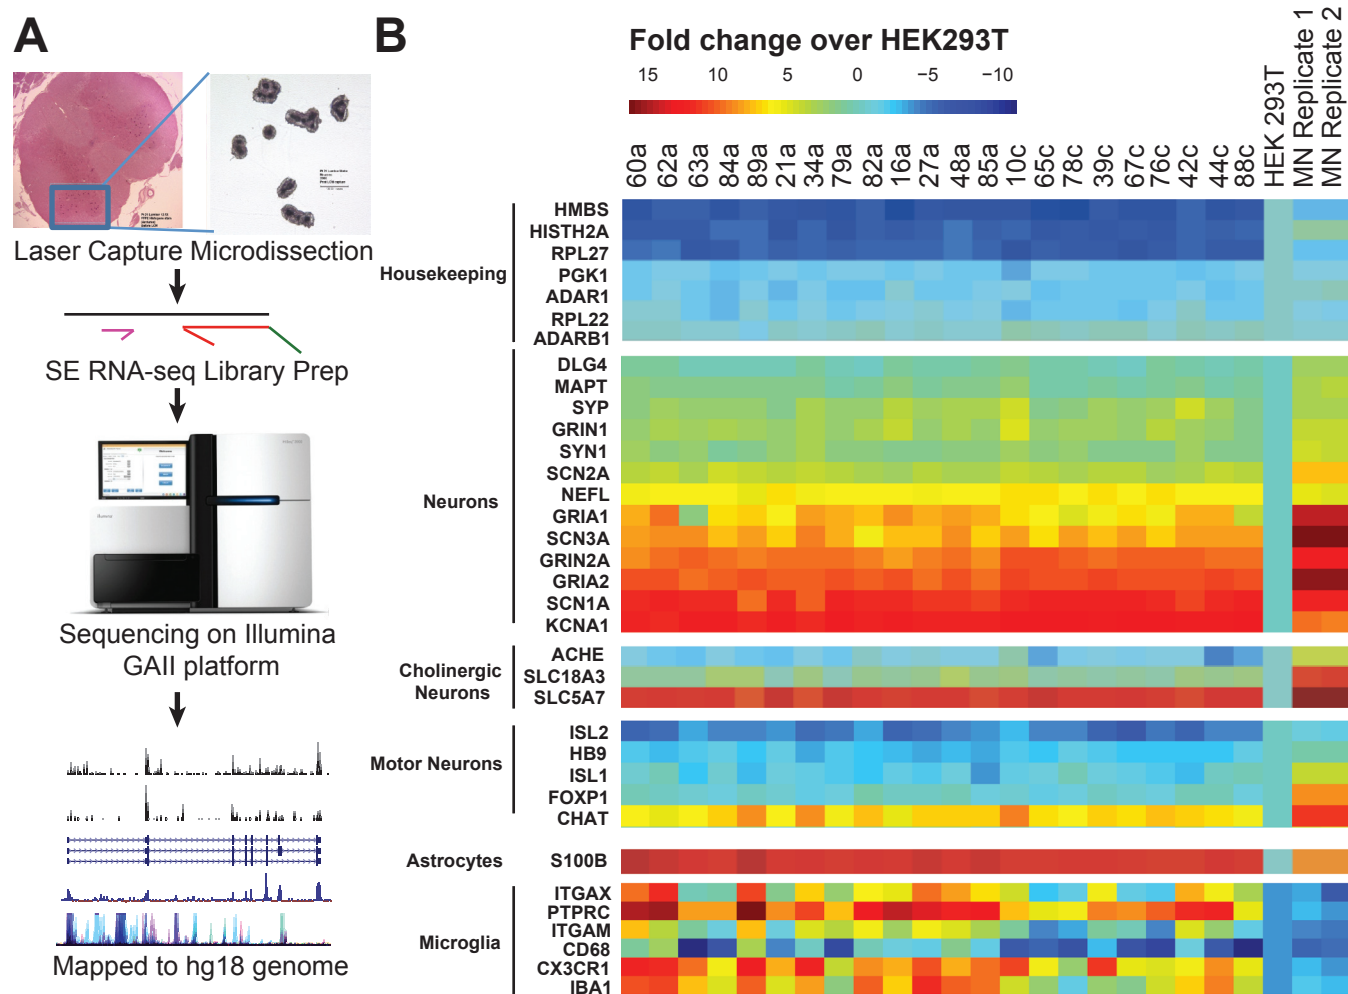 A
B
Fold change over HEK293T
15 10 5 0 −5 −10
60a 62a 63a 84a 89a 21a 34a 79a 82a 16a 27a 48a 85a 10c 65c 78c 39c 67c 76c 42c 44c 88c HEK 293T MN Replicate 1 MN Replicate 2
Laser Capture Microdissection
SE RNA-seq Library Prep
Sequencing on Illumina
GAII platform
Mapped to hg18 genome
Housekeeping
HMBS
HISTH2A
RPL27
PGK1
ADAR1
RPL22
ADARB1
Neurons
DLG4
MAPT
SYP
GRIN1
SYN1
SCN2A
NEFL
GRIA1
SCN3A
GRIN2A
GRIA2
SCN1A
KCNA1
Cholinergic
Neurons
ACHE
SLC18A3
SLC5A7
Motor Neurons
ISL2
HB9
ISL1
FOXP1
CHAT
Astrocytes
S100B
Microglia
ITGAX
PTPRC
ITGAM
CD68
CX3CR1
IBA1